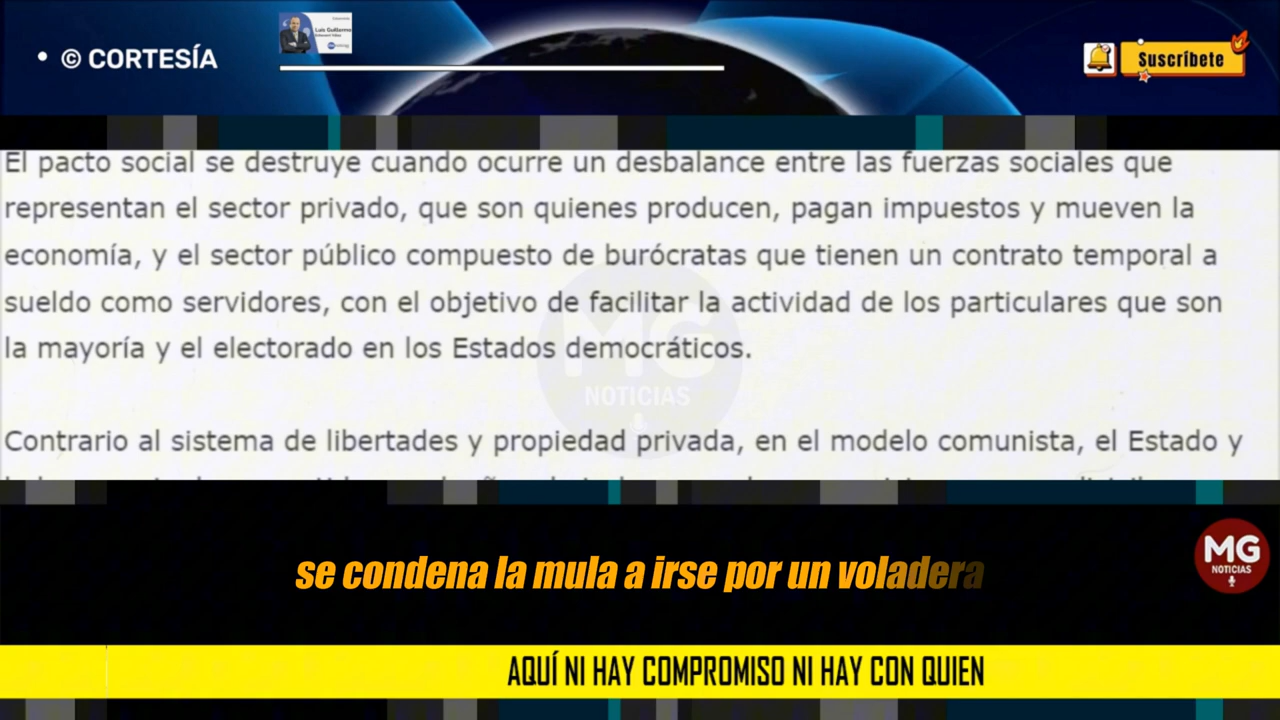 © CORTESÍA
Luis Guillermo
Suscríbete
El pacto social se destruye cuando ocurre un desbalance entre las fuerzas sociales que
representan el sector privado, que son quienes producen, pagan impuestos y mueven la
economía, y el sector público compuesto de burócratas que tienen un contrato temporal a
sueldo como servidores, con el objetivo de facilitar la actividad de los particulares que son
la mayoría y el electorado en los Estados democráticos.
MG
NOTICIAS
Contrario al sistema de libertades y propiedad privada, en el modelo comunista, el Estado y
se condena la mula a irse por un voladera
MG
NOTICIAS
AQUÍ NI HAY COMPROMISO NI HAY CON QUIEN